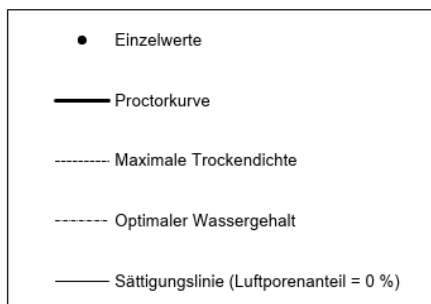 Einzelwerte
Proctorkurve
Maximale Trockendichte
Optimaler Wassergehalt
Sättigungslinie (Luftporenanteil = 0 %)